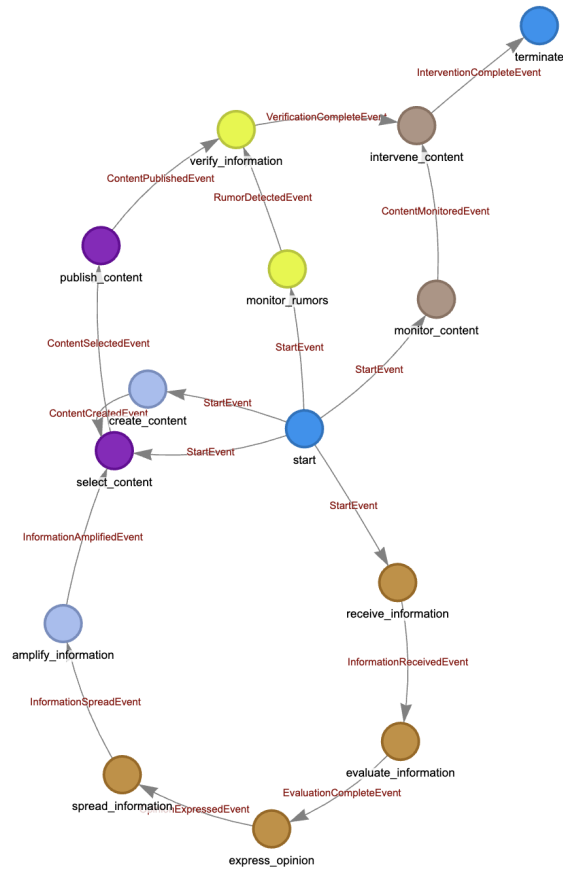 terminate
InterventionCompleteEvent
VerificationCompleteEvent
intervene_content
verify_information
ContentPublishedEvent
RumorDetectedEvent
ContentMonitoredEvent
publish_content
monitor_rumors
monitor_content
ContentSelectedEvent
StartEvent
StartEvent
StartEvent
ContentCreatedEvent
create_content
StartEvent
start
select_content
StartEvent
InformationAmplifiedEvent
receive_information
amplify_information
InformationReceivedEvent
InformationSpreadEvent
evaluate_information
EvaluationCompleteEvent
spread_information
ExpressedEvent
express_opinion